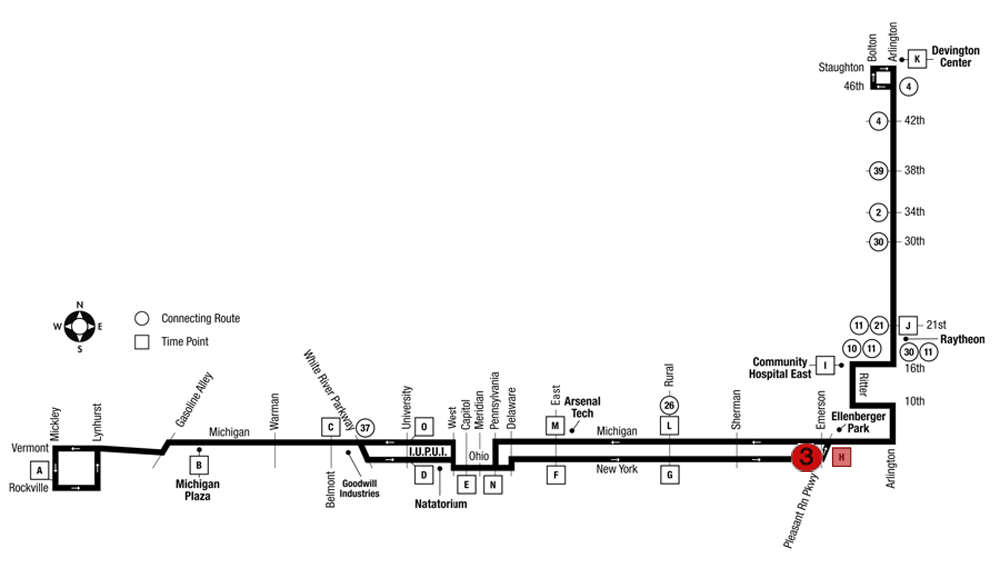 Bolton
Arlington
K
Devington
Center
Staughton
46th
4
4
42th
39
38th
2
34th
30
30th
N
W
E
S
Connecting Route
Time Point
11
21
J
21st
Raytheon
10
11
30
11
16th
Community
Hospital East
I
Ritter
10th
White River Parkway
Gasoline Alley
Mickley
Lynhurst
Warman
University
West
Capitol
Meridian
Pennsylvania
Delaware
East
Arsenal
Tech
Rural
26
Sherman
Emerson
Ellenberger
Park
C
37
O
M
L
Michigan
Michigan
Vermont
A
B
I.U.P.U.I.
Ohio
3
H
Rockville
Michigan
Plaza
Belmont
Goodwill
Industries
D
Natatorium
E
N
F
New York
G
Pleasant Rn Pkwy
Arlington